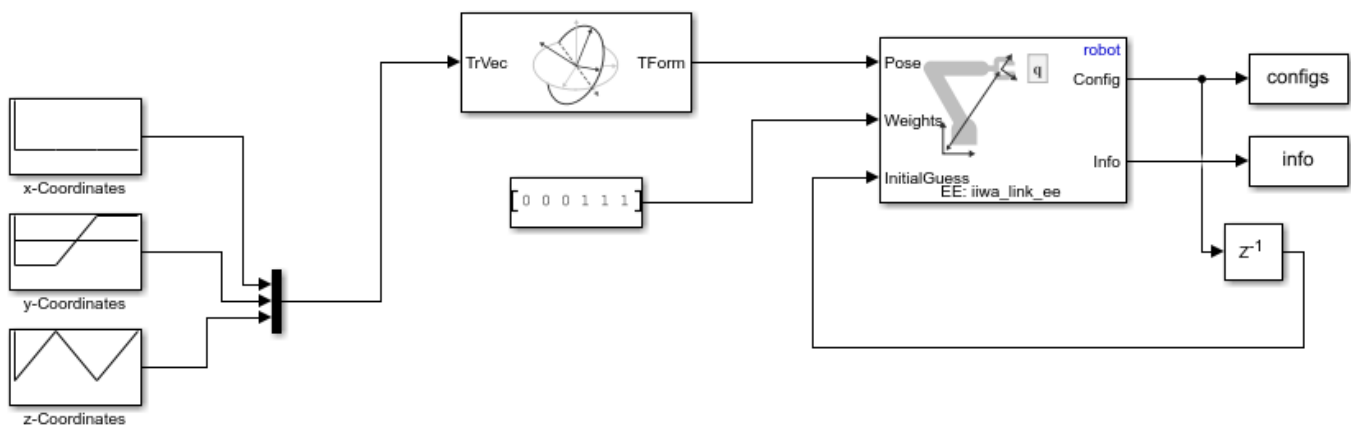 x-Coordinates
y-Coordinates
z-Coordinates
TrVec
TForm
[0 0 0 1 1 1]
robot
Pose
Config
q
Weights
Info
InitialGuess
EE: iiwa_link_ee
configs
info
Z-1